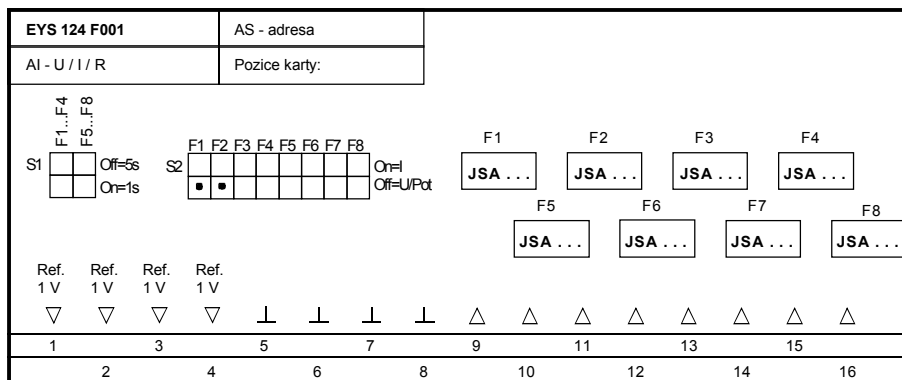 EYS 124 F001
AS - adresa
AI - U / I / R
Pozice karty:
F1...F4
F5...F8
S1
Off=5s
On=1s
F1 F2 F3 F4 F5 F6 F7 F8
S2
On=I
Off=U/Pot
F1 F2 F3 F4
JSA . . . JSA . . . JSA . . . JSA . . .
F5 F6 F7 F8
JSA . . . JSA . . . JSA . . . JSA . . .
Ref. Ref. Ref. Ref.
1 V 1 V 1 V 1 V
1 3 5 7 9 11 13 15
2 4 6 8 10 12 14 16